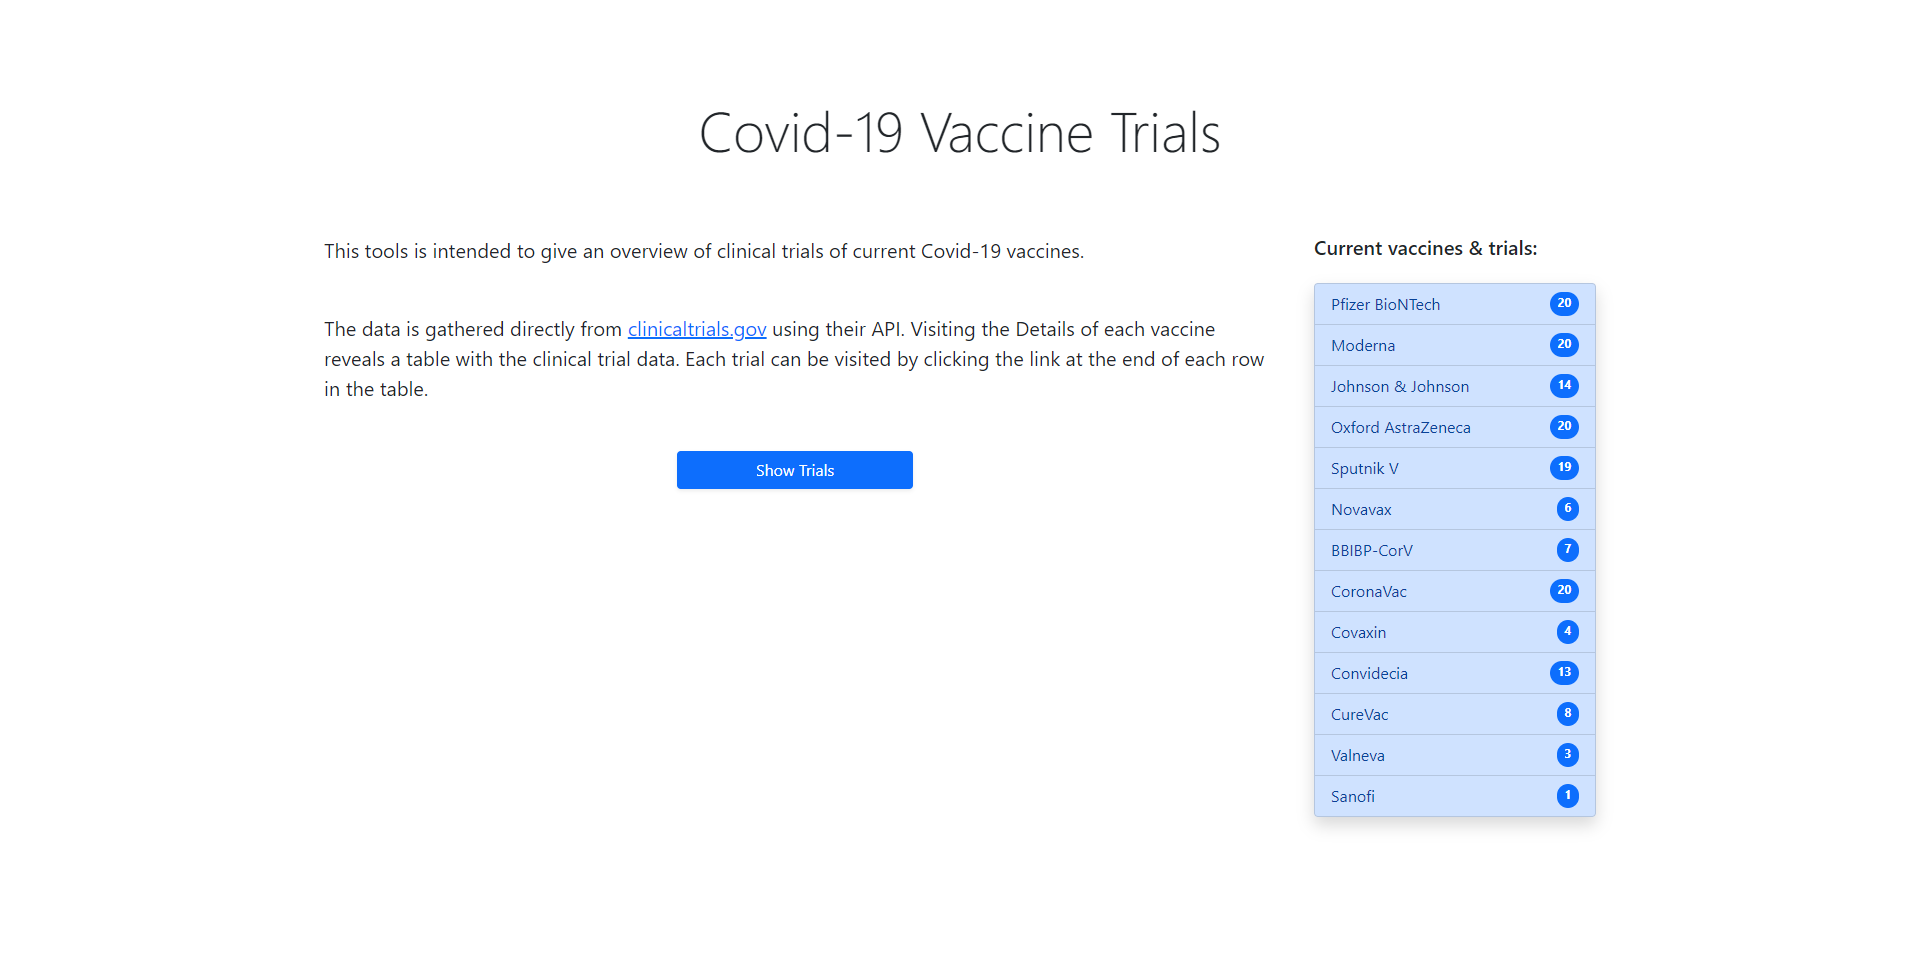 Covid-19 Vaccine Trials
This tools is intended to give an overview of clinical trials of current Covid-19 vaccines.
The data is gathered directly from clinicaltrials.gov using their API. Visiting the Details of each vaccine
reveals a table with the clinical trial data. Each trial can be visited by clicking the link at the end of each row
in the table.
Show Trials
Current vaccines & trials:
Pfizer BioNTech 20
Moderna 20
Johnson & Johnson 14
Oxford AstraZeneca 20
Sputnik V 19
Novavax 6
BBIBP-CorV 7
CoronaVac 20
Covaxin 4
Convidecia 13
CureVac 8
Valneva 3
Sanofi 1